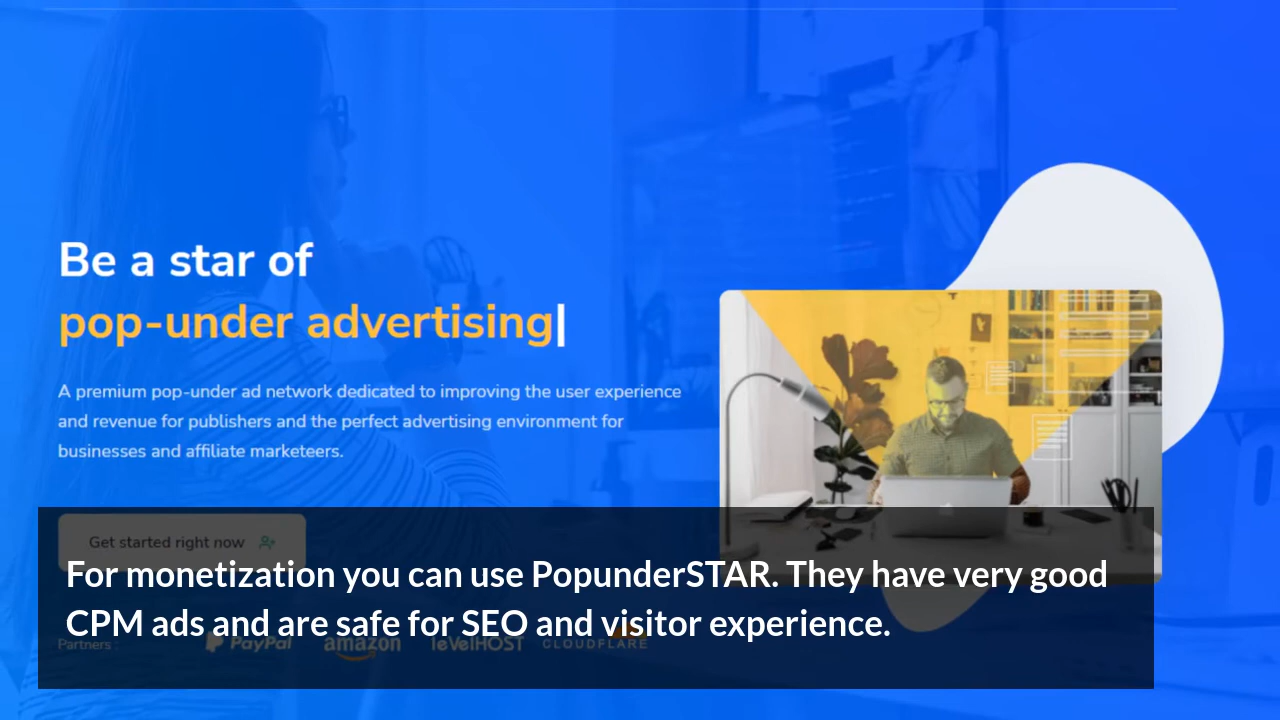 Be a star of
pop-under advertising|
A premium pop-under ad network dedicated to improving the user experience
and revenue for publishers and the perfect advertising environment for
businesses and affiliate marketeers.
Get started right now
For monetization you can use PopunderSTAR. They have very good
CPM ads and are safe for SEO and visitor experience.
Partners : PayPal amazon leVelHOST CLOUDFLARE